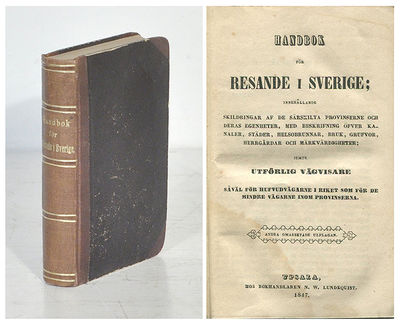 Handbok
för
Resande i Sverige.
HANDBOK
FÖR
RESANDE I SVERIGE;
INNEHÅLLANDE
SKILDRINGAR AF DE SÄRSKILTA PROVINSERNE OCH
DERAS EGENHETER, MED BESKRIFNING ÖFVER KA-
NALER, STÄDER, HELSOBRUNNAR, BRUK, GRUFVOR,
HERRGÅRDAR OCH MÄRKVÄRDIGHETER;
JEMTE
UTFÖRLIG VÄGVISARE
SÅVÄL FÖR HUFVUDVÄGARNE I RIKET SOM FÖR DE
MINDRE VÄGARNE INOM PROVINSERNA.
ANDRA OMARBETADE UPLAGAN.
UPSALA,
HOS BOKHANDLAREN N. W. LUNDEQUIST.
1847.